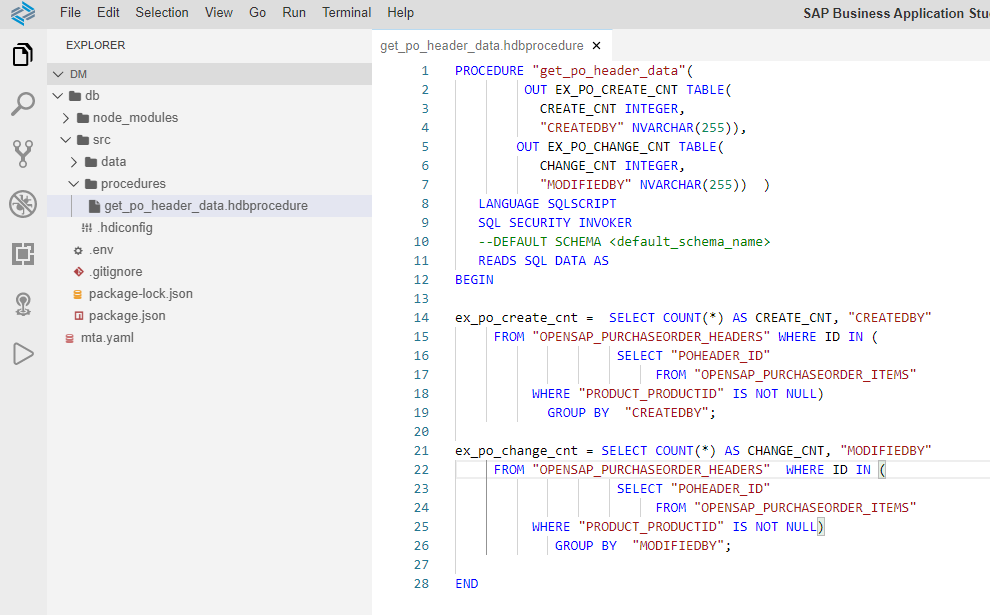 File Edit Selection View Go Run Terminal Help
SAP Business Application Stu
EXPLORER
DM
db
node_modules
src
data
procedures
get_po_header_data.hdbprocedure
.hdiconfig
.env
.gitignore
package-lock.json
package.json
mta.yaml
get_po_header_data.hdbprocedure ×
1 PROCEDURE "get_po_header_data"(
2 OUT EX_PO_CREATE_CNT TABLE(
3 CREATE_CNT INTEGER,
4 "CREATEDBY" NVARCHAR(255)),
5 OUT EX_PO_CHANGE_CNT TABLE(
6 CHANGE_CNT INTEGER,
7 "MODIFIEDBY" NVARCHAR(255)) )
8 LANGUAGE SQLSCRIPT
9 SQL SECURITY INVOKER
10 --DEFAULT SCHEMA <default_schema_name>
11 READS SQL DATA AS
12 BEGIN
13
14 ex_po_create_cnt = SELECT COUNT(*) AS CREATE_CNT, "CREATEDBY"
15 FROM "OPENSAP_PURCHASEORDER_HEADERS" WHERE ID IN (
16 SELECT "POHEADER_ID"
17 FROM "OPENSAP_PURCHASEORDER_ITEMS"
18 WHERE "PRODUCT_PRODUCTID" IS NOT NULL)
19 GROUP BY "CREATEDBY";
20
21 ex_po_change_cnt = SELECT COUNT(*) AS CHANGE_CNT, "MODIFIEDBY"
22 FROM "OPENSAP_PURCHASEORDER_HEADERS" WHERE ID IN (
23 SELECT "POHEADER_ID"
24 FROM "OPENSAP_PURCHASEORDER_ITEMS"
25 WHERE "PRODUCT_PRODUCTID" IS NOT NULL)
26 GROUP BY "MODIFIEDBY";
27
28 END